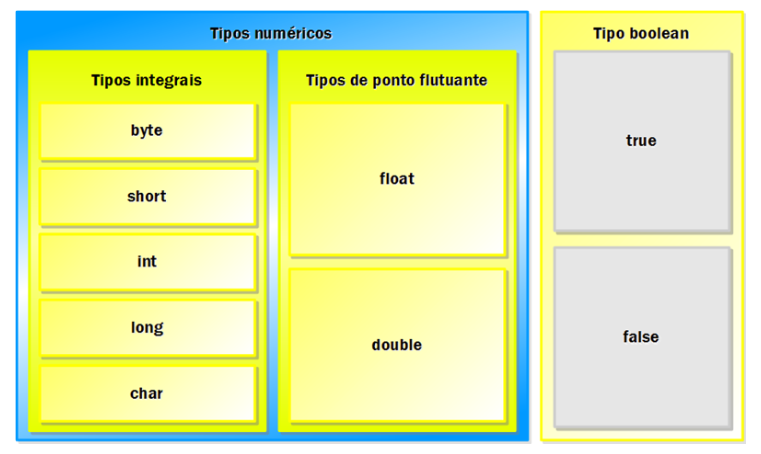 Tipos numéricos
Tipos integrais
byte
short
int
long
char
Tipos de ponto flutuante
float
double
Tipo boolean
true
false